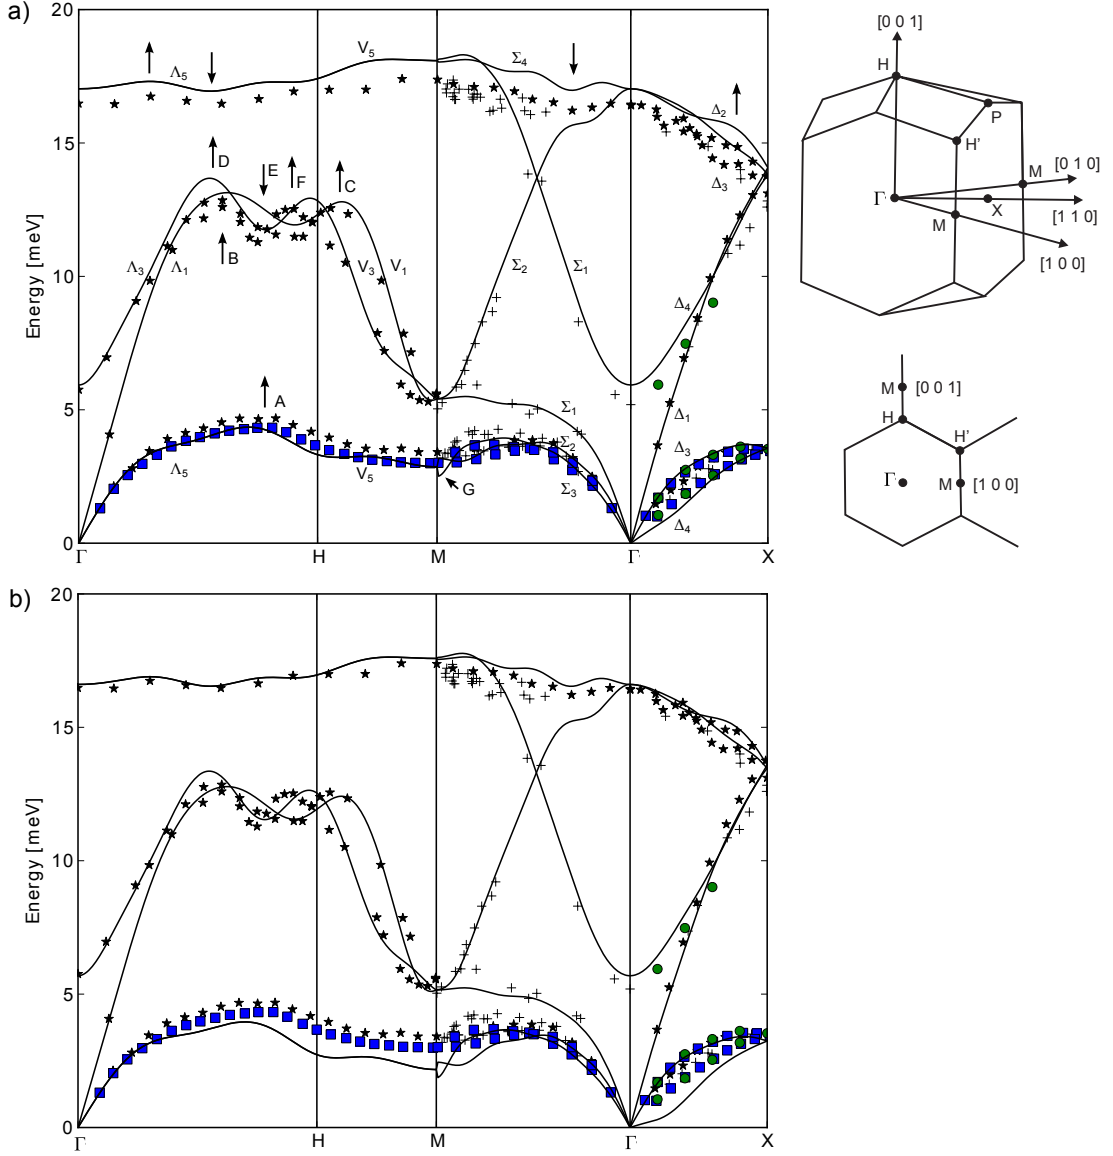 a)
20
15
10
5
0
Energy [meV]
Λ5
V5
Σ4
Δ2
Δ3
D
E
F
C
B
Λ3
Λ1
V3
V1
Σ2
Σ1
Δ4
Δ1
A
Λ5
V5
G
Σ1
Σ2
Σ3
Δ3
Δ4
Γ
H
M
Γ
X
[0 0 1]
H
P
H'
M
[0 1 0]
Γ
X
[1 1 0]
M
[1 0 0]
M
[0 0 1]
H
H'
Γ
M
[1 0 0]
b)
20
15
10
5
0
Energy [meV]
Γ
H
M
Γ
X